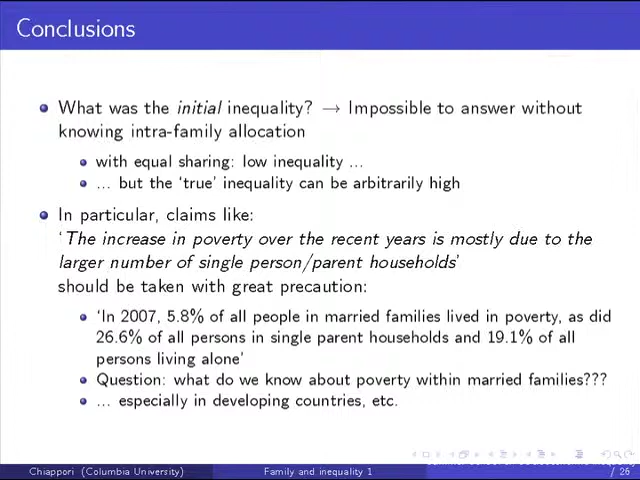 Conclusions
What was the initial inequality? → Impossible to answer without
knowing intra-family allocation
with equal sharing: low inequality ...
... but the ‘true’ inequality can be arbitrarily high
In particular, claims like:
‘The increase in poverty over the recent years is mostly due to the
larger number of single person/parent households’
should be taken with great precaution:
‘In 2007, 5.8% of all people in married families lived in poverty, as did
26.6% of all persons in single parent households and 19.1% of all
persons living alone’
Question: what do we know about poverty within married families???
... especially in developing countries, etc.
Chiappori (Columbia University) Family and inequality 1 / 26